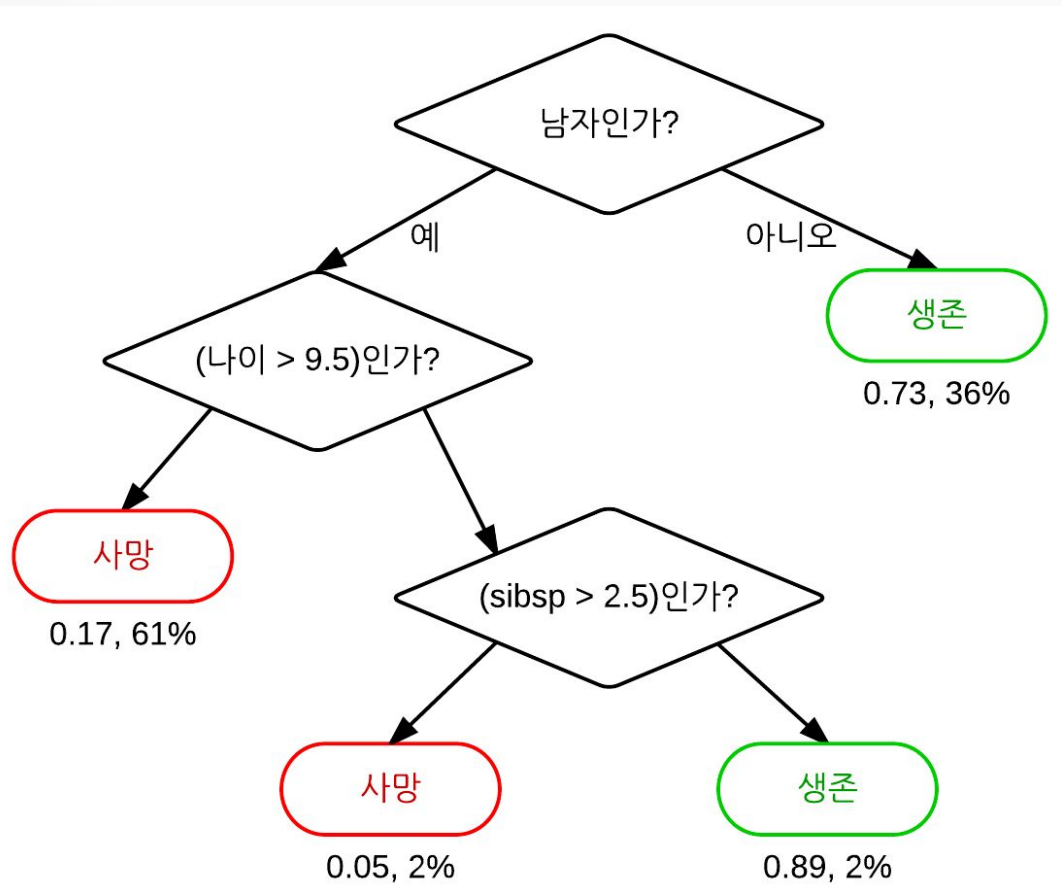 남자인가?
예
아니오
생존
0.73, 36%
(나이 > 9.5)인가?
사망
0.17, 61%
(sibsp > 2.5)인가?
사망
0.05, 2%
생존
0.89, 2%